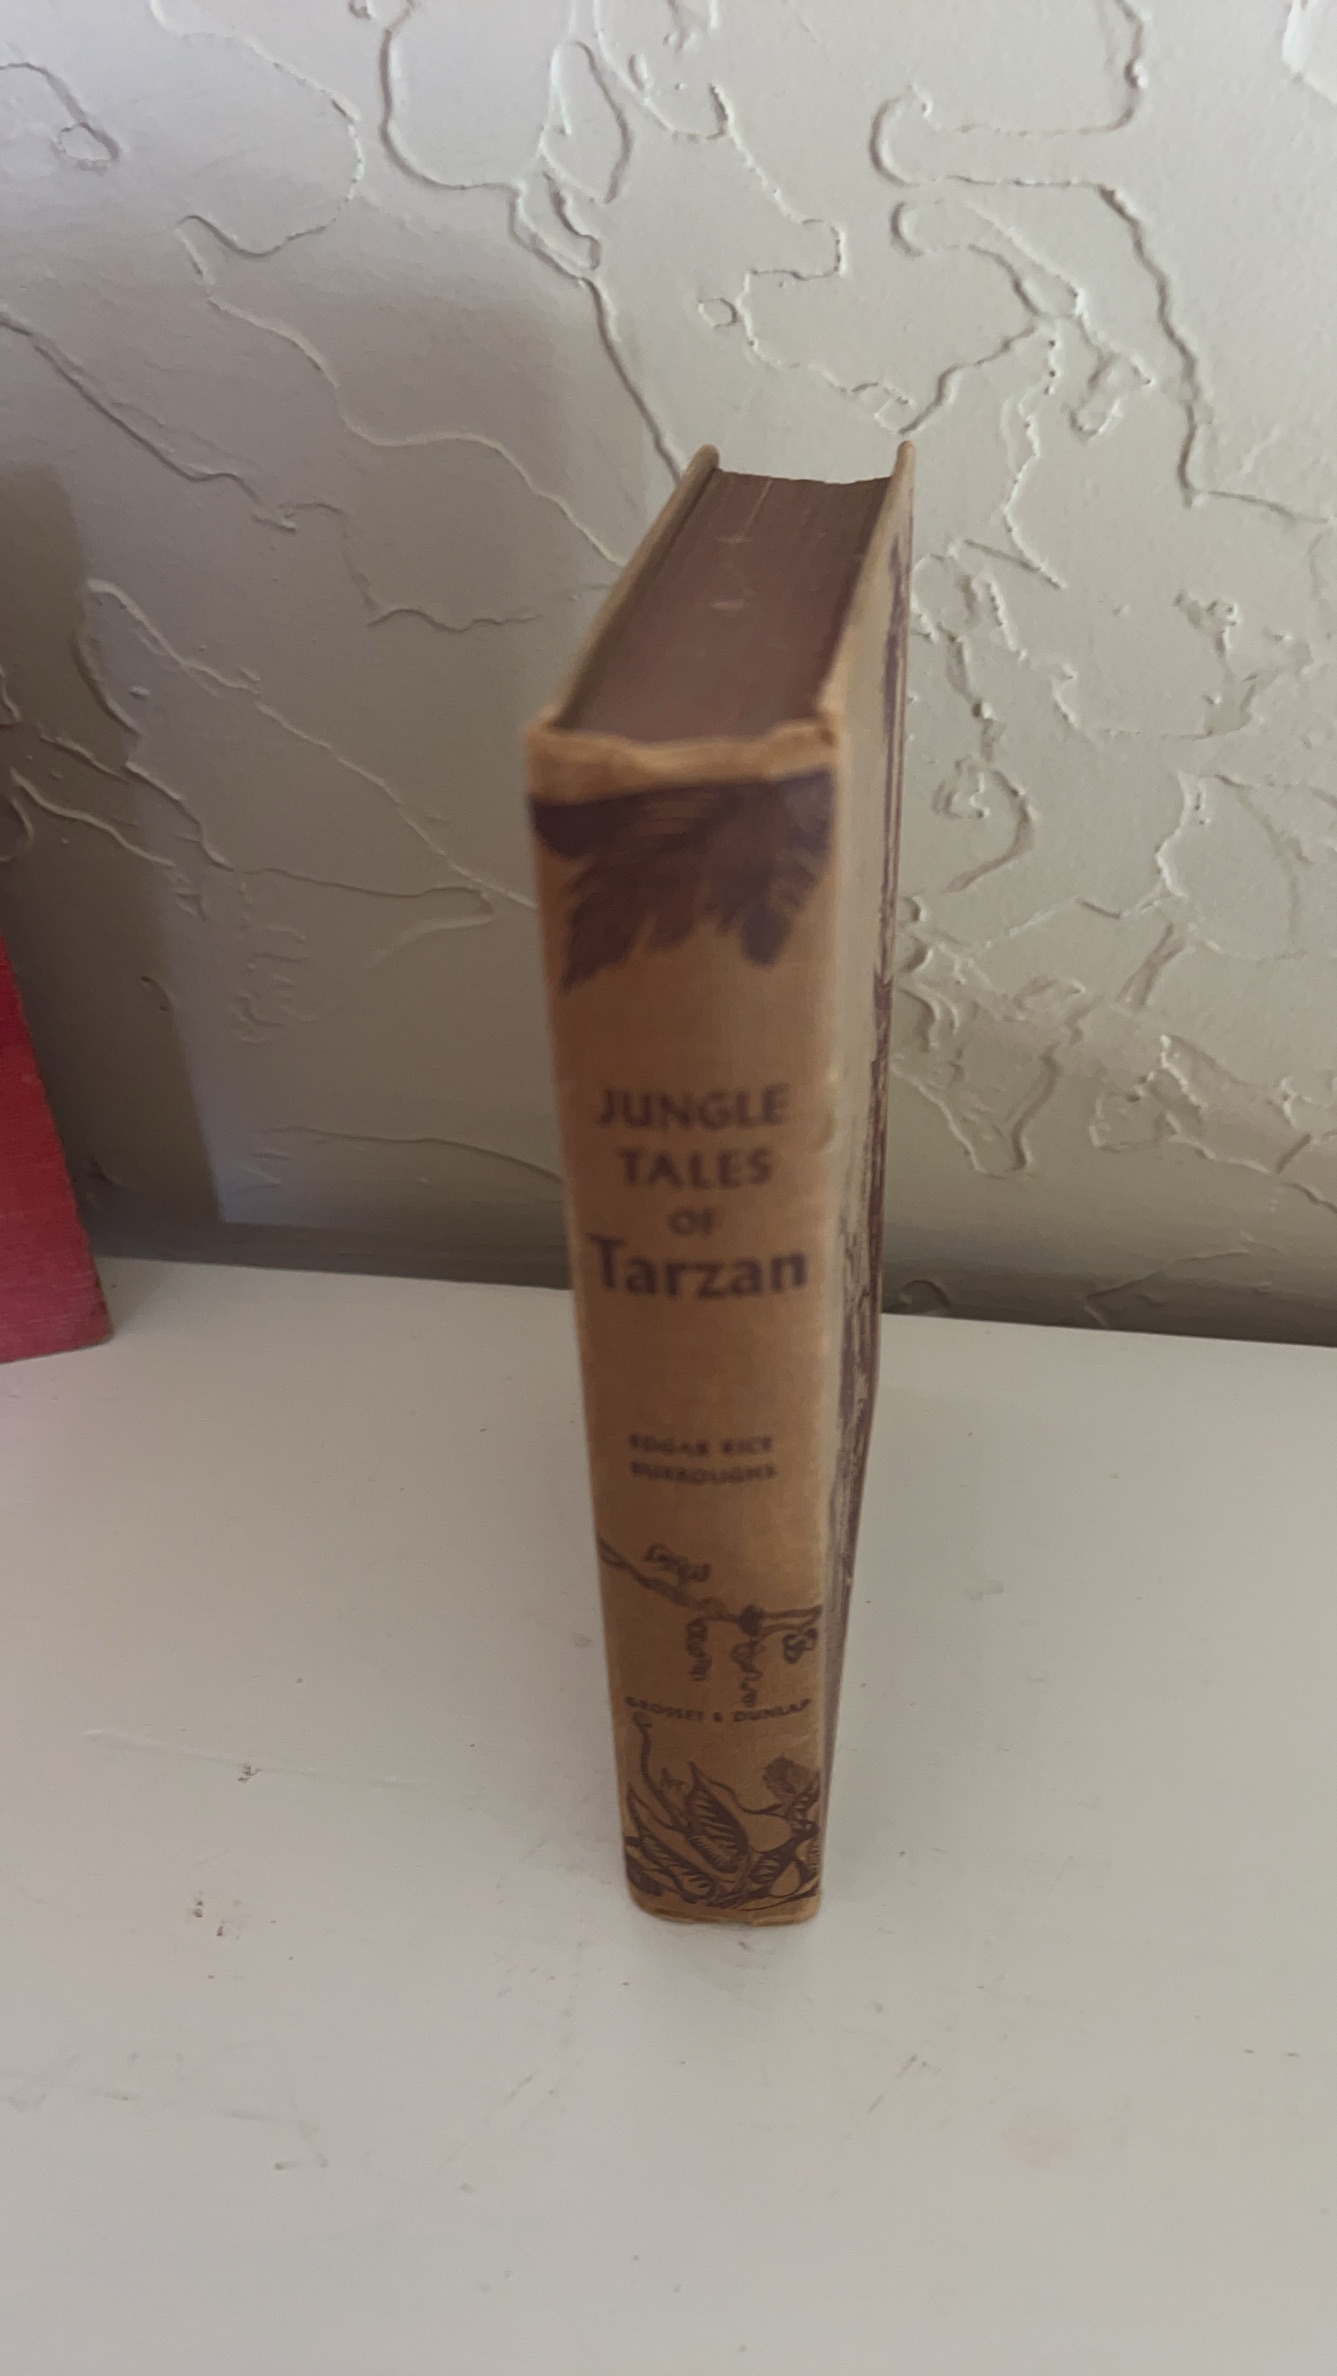 JUNGLE
TALES
OF
Tarzan
EDGAR RICE
BURROUGHS
GROSSET & DUNLAP